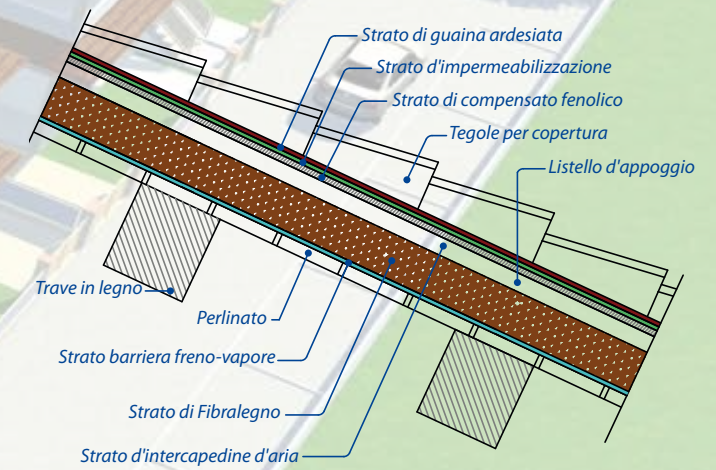 Strato di guaina ardesiata
Strato d'impermeabilizzazione
Strato di compensato fenolico
Tegole per copertura
Listello d'appoggio
Trave in legno
Perlinato
Strato barriera freno-vapore
Strato di Fibralegno
Strato d'intercapedine d'aria